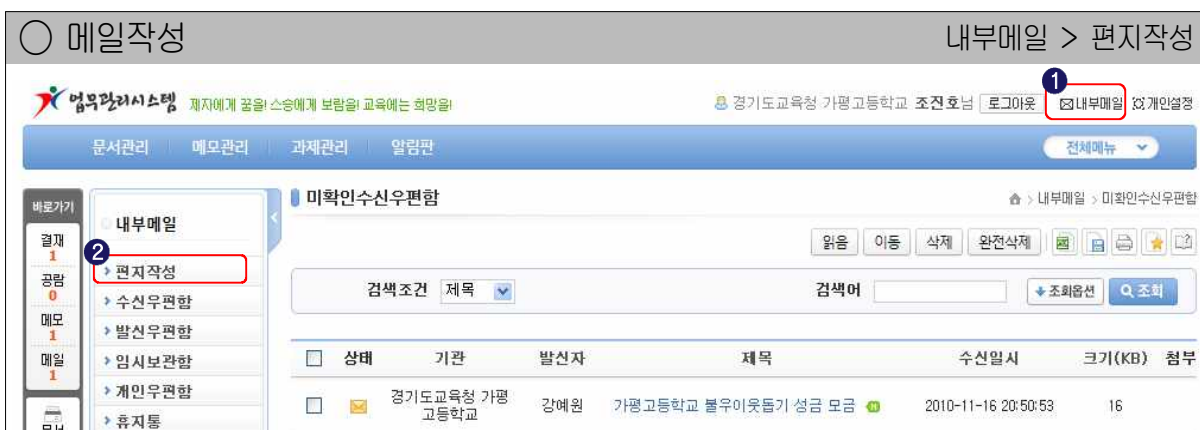 ○ 메일작성 내부메일 > 편지작성
업무관리시스템 제자에게 꿈을! 스승에게 보람을! 교육에는 희망을! 경기도교육청 가평고등학교 조진호님 로그아웃 1 내부메일 개인설정
문서관리 메모관리 과제관리 알림판 전체메뉴
바로가기 내부메일 미확인수신우편함 > 내부메일 > 미확인수신우편함
읽음 이동 삭제 완전삭제
결재 1
2 편지작성
공람 0
검색조건 제목 검색어 조회옵션 조회
수신우편함
메모 1
발신우편함
메일 1
임시보관함
상태 기관 발신자 제목 수신일시 크기(KB) 첨부
개인우편함
경기도교육청 가평고등학교 강예원 가평고등학교 불우이웃돕기 성금 모금 2010-11-16 20:50:53 16
휴지통